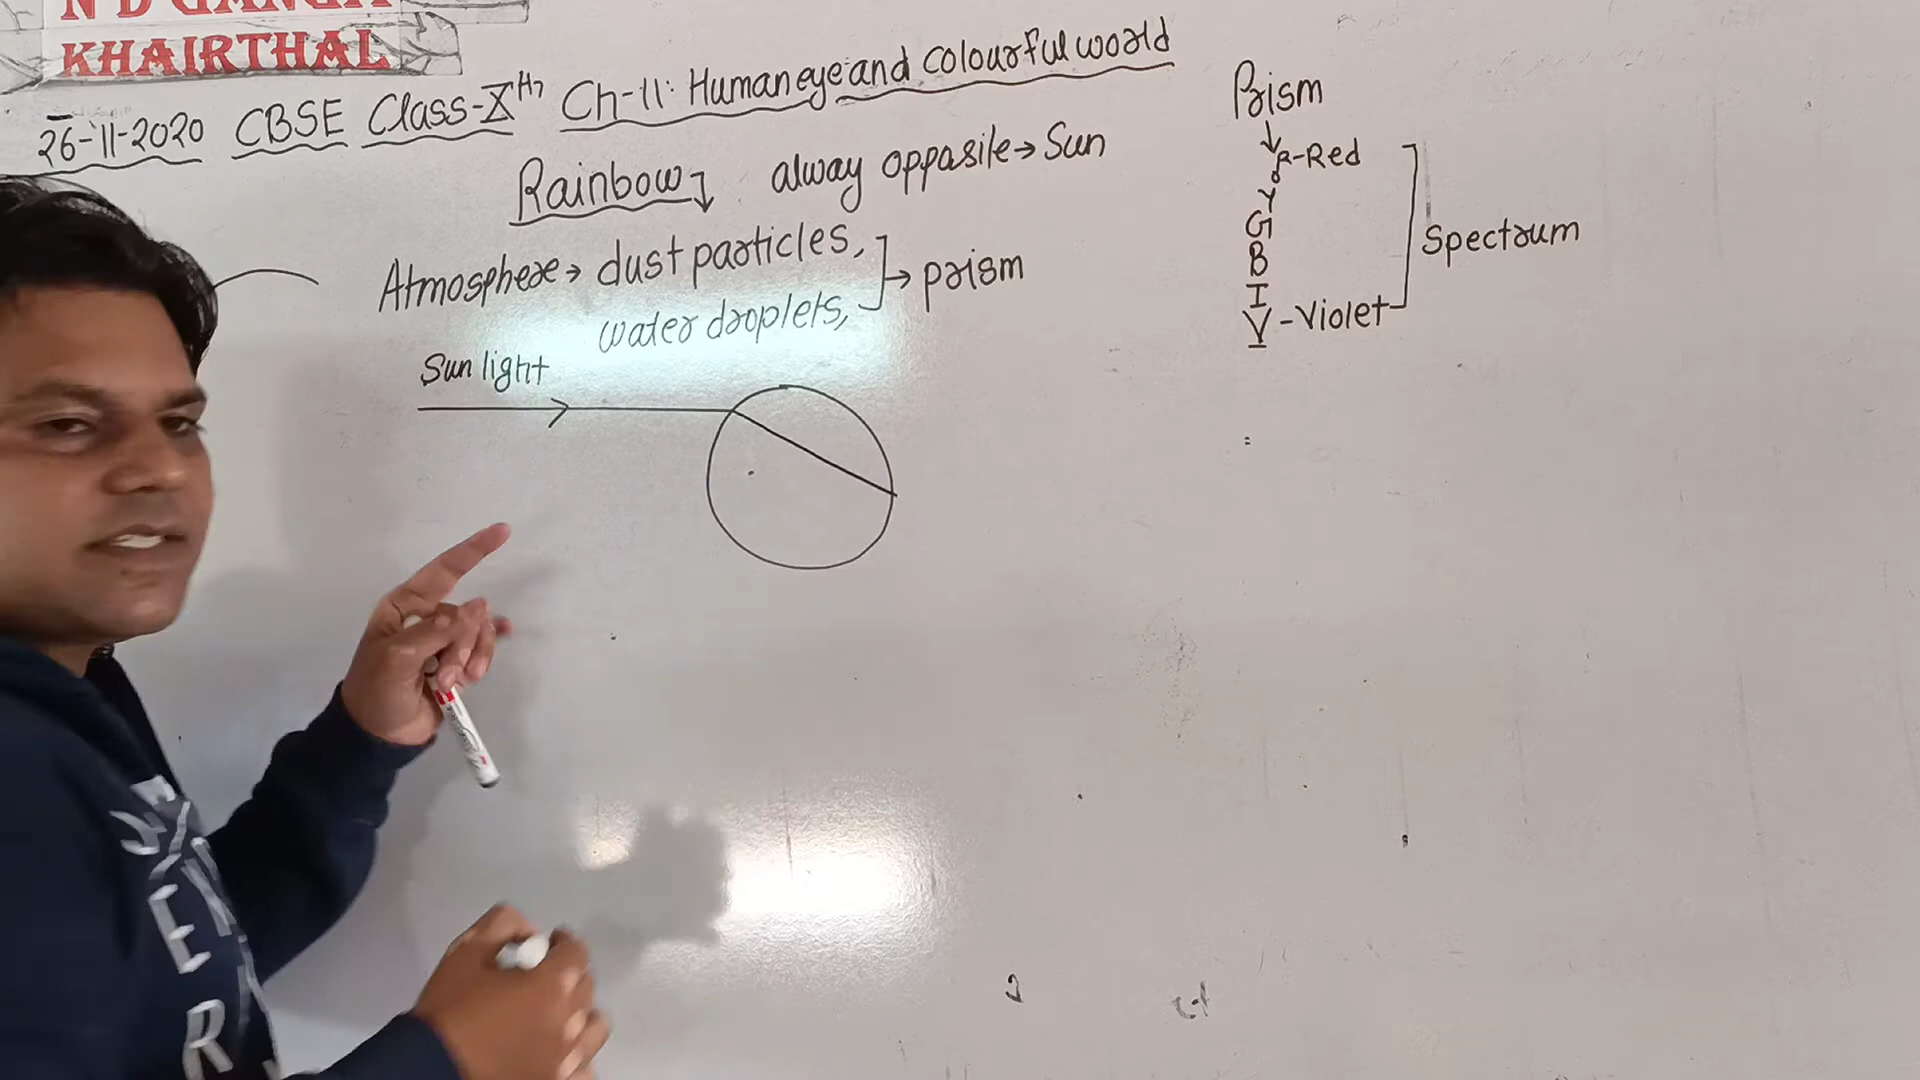 N D GANGA
KHAIRTHAL
26-11-2020 CBSE Class-Xth Ch-11: Human eye and colourful world
Rainbow alway opposite → Sun
Atmosphere → dust particles, → prism
water droplets,
Sun light
Prism
R-Red
O
Y
G
B
I
V-Violet
Spectrum
E
R